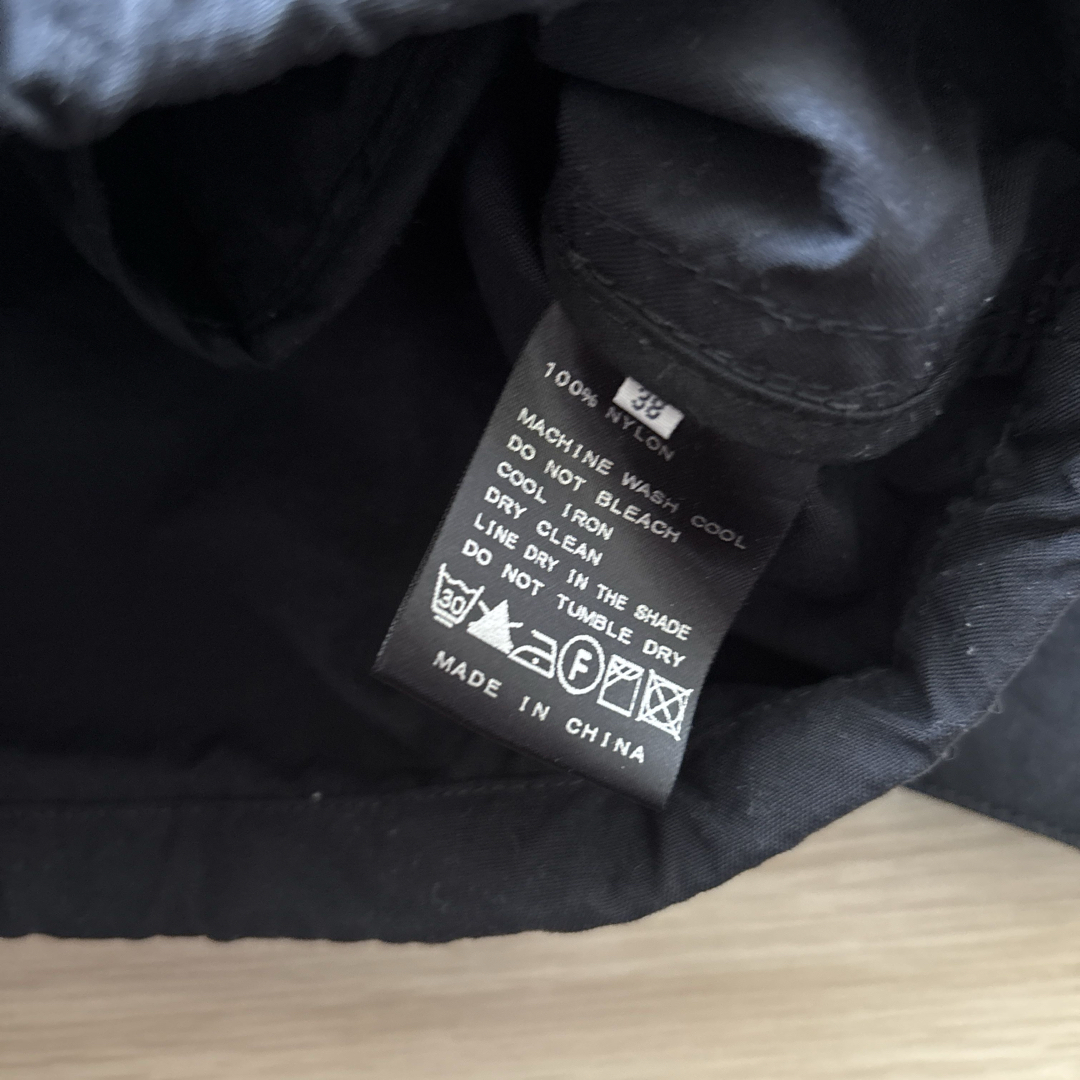 38
100% NYLON
MACHINE WASH COOL
DO NOT BLEACH
COOL IRON
DRY CLEAN
LINE DRY IN THE SHADE
DO NOT TUMBLE DRY
30
F
MADE IN CHINA